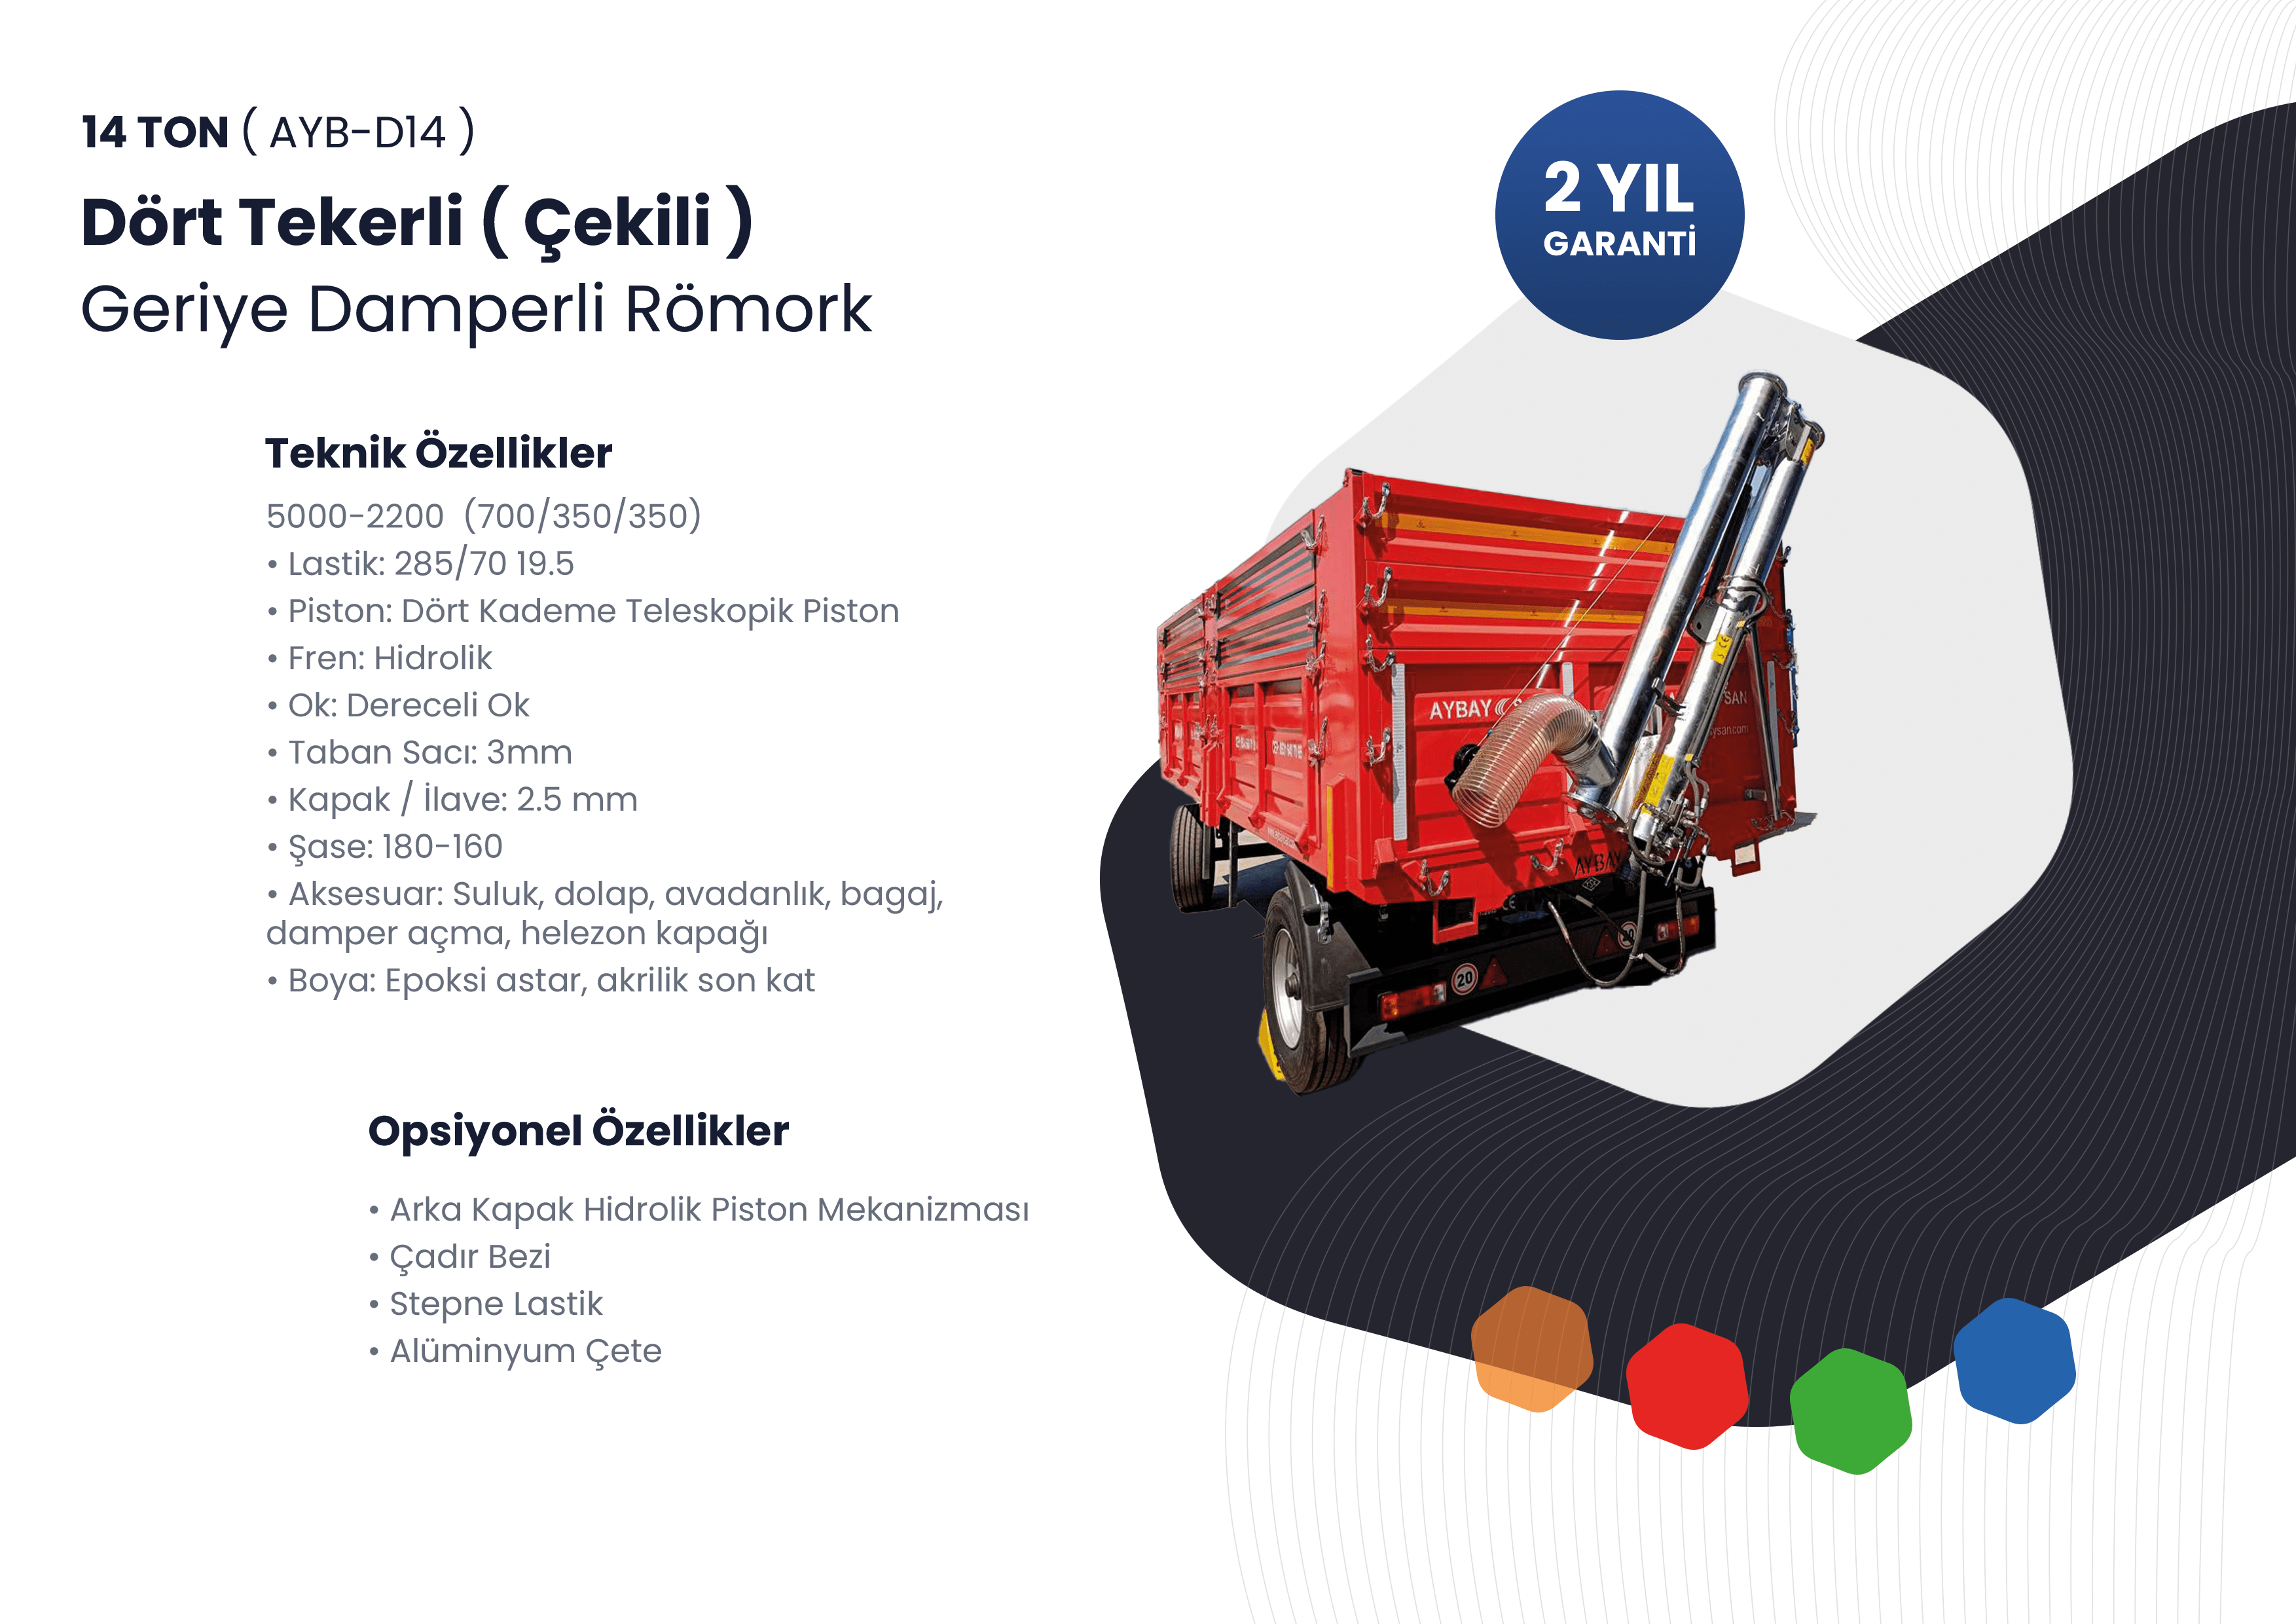 14 TON ( AYB-D14 )
Dört Tekerli ( Çekili )
Geriye Damperli Römork
2 YIL
GARANTİ
Teknik Özellikler
5000-2200 (700/350/350)
• Lastik: 285/70 19.5
• Piston: Dört Kademe Teleskopik Piston
• Fren: Hidrolik
• Ok: Dereceli Ok
• Taban Sacı: 3mm
• Kapak / İlave: 2.5 mm
• Şase: 180-160
• Aksesuar: Suluk, dolap, avadanlık, bagaj,
damper açma, helezon kapağı
• Boya: Epoksi astar, akrilik son kat
Opsiyonel Özellikler
• Arka Kapak Hidrolik Piston Mekanizması
• Çadır Bezi
• Stepne Lastik
• Alüminyum Çete
AYBAY
SAN
AYBAY
20